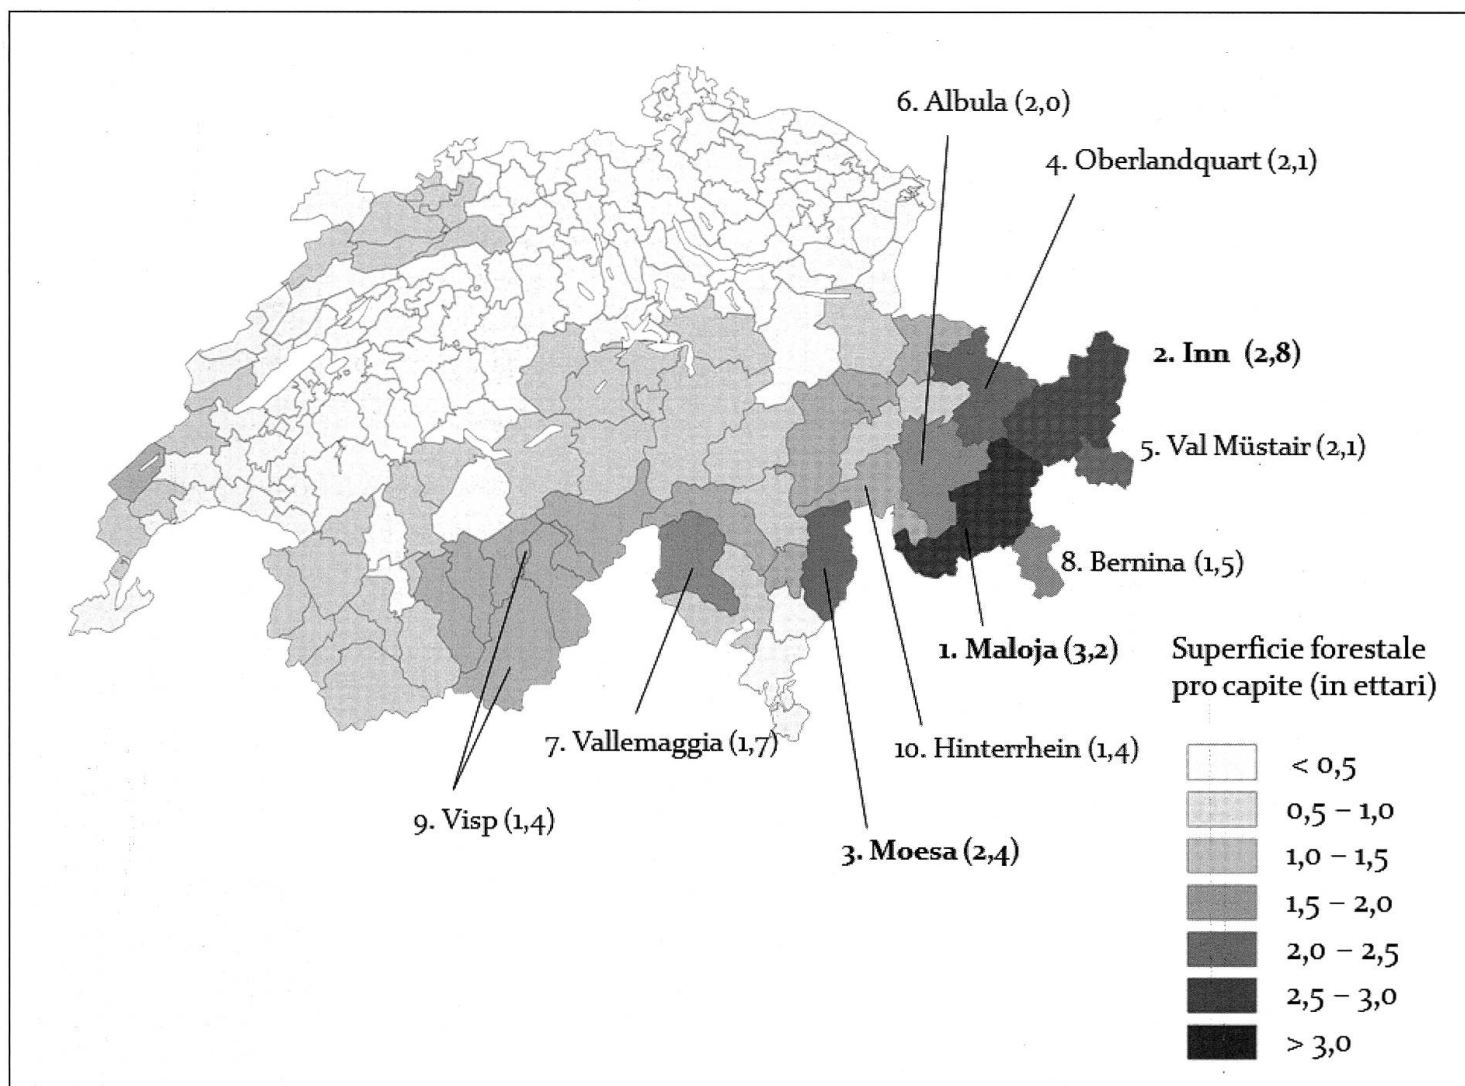 6. Albula (2,0)
4. Oberlandquart (2,1)
2. Inn (2,8)
5. Val Müstair (2,1)
8. Bernina (1,5)
1. Maloja (3,2)
7. Vallemaggia (1,7)
10. Hinterrhein (1,4)
9. Visp (1,4)
3. Moesa (2,4)
Superficie forestale
pro capite (in ettari)
< 0,5
0,5 – 1,0
1,0 – 1,5
1,5 – 2,0
2,0 – 2,5
2,5 – 3,0
> 3,0